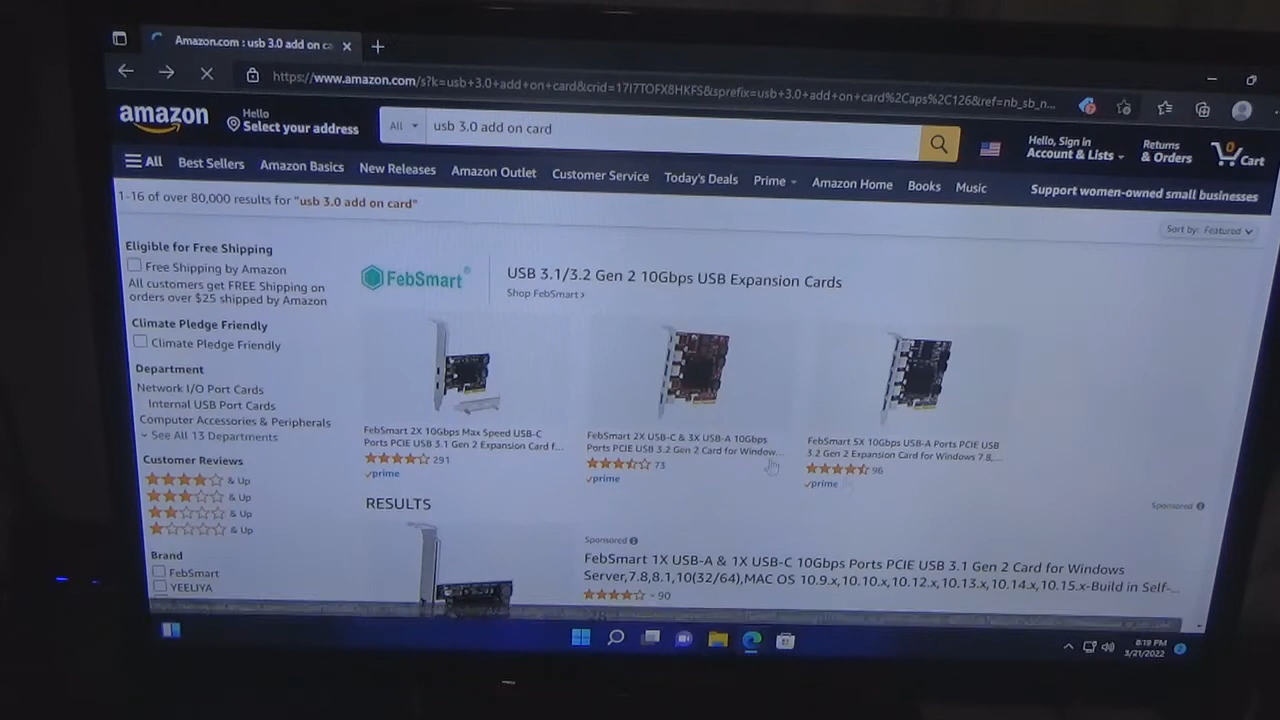 Amazon.com : usb 3.0 add on ca
https://www.amazon.com/s?k=usb+3.0+add+on+card&crid=17I7TOFX8HKFS&sprefix=usb+3.0+add+on+card%2Caps%2C126&ref=nb_sb_n...
amazon
Hello
Select your address
All
usb 3.0 add on card
Hello, Sign in
Account & Lists
Returns
& Orders
0
Cart
All
Best Sellers
Amazon Basics
New Releases
Amazon Outlet
Customer Service
Today's Deals
Prime
Amazon Home
Books
Music
Support women-owned small businesses
1-16 of over 80,000 results for "usb 3.0 add on card"
Sort by: Featured
Eligible for Free Shipping
Free Shipping by Amazon
All customers get FREE Shipping on
orders over $25 shipped by Amazon
Climate Pledge Friendly
Climate Pledge Friendly
Department
Network I/O Port Cards
Internal USB Port Cards
Computer Accessories & Peripherals
See All 13 Departments
Customer Reviews
& Up
& Up
& Up
& Up
Brand
FebSmart
YEELIYA
FebSmart®
USB 3.1/3.2 Gen 2 10Gbps USB Expansion Cards
Shop FebSmart ›
FebSmart 2X 10Gbps Max Speed USB-C
Ports PCIE USB 3.1 Gen 2 Expansion Card f...
291
prime
FebSmart 2X USB-C & 3X USB-A 10Gbps
Ports PCIE USB 3.2 Gen 2 Card for Window...
73
prime
FebSmart 5X 10Gbps USB-A Ports PCIE USB
3.2 Gen 2 Expansion Card for Windows 7,8,...
96
prime
Sponsored
RESULTS
Sponsored
FebSmart 1X USB-A & 1X USB-C 10Gbps Ports PCIE USB 3.1 Gen 2 Card for Windows
Server,7,8,8.1,10(32/64),MAC OS 10.9.x,10.10.x,10.12.x,10.13.x,10.14.x,10.15.x-Build in Self-...
90
8:19 PM
3/21/2022